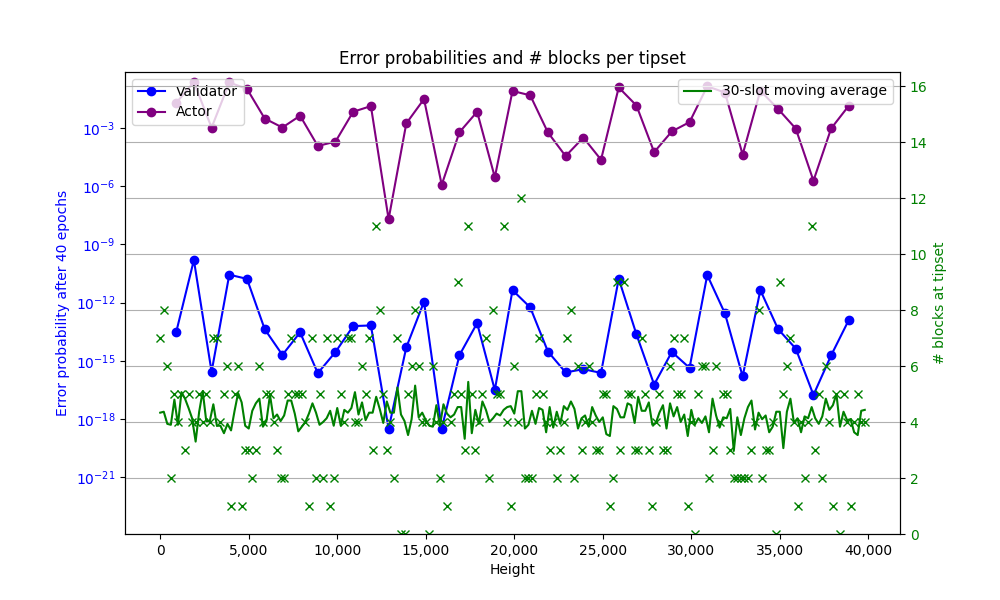 Error probabilities and # blocks per tipset
Validator
Actor
30-slot moving average
Error probability after 40 epochs
10⁻³
10⁻⁶
10⁻⁹
10⁻¹²
10⁻¹⁵
10⁻¹⁸
10⁻²¹
# blocks at tipset
16
14
12
10
8
6
4
2
0
0 5,000 10,000 15,000 20,000 25,000 30,000 35,000 40,000
Height